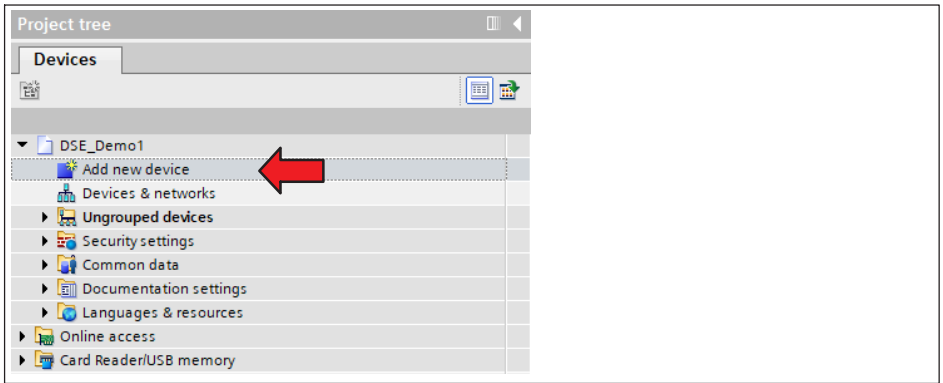 Project tree
Devices
DSE_Demo1
Add new device
Devices & networks
Ungrouped devices
Security settings
Common data
Documentation settings
Languages & resources
Online access
Card Reader/USB memory